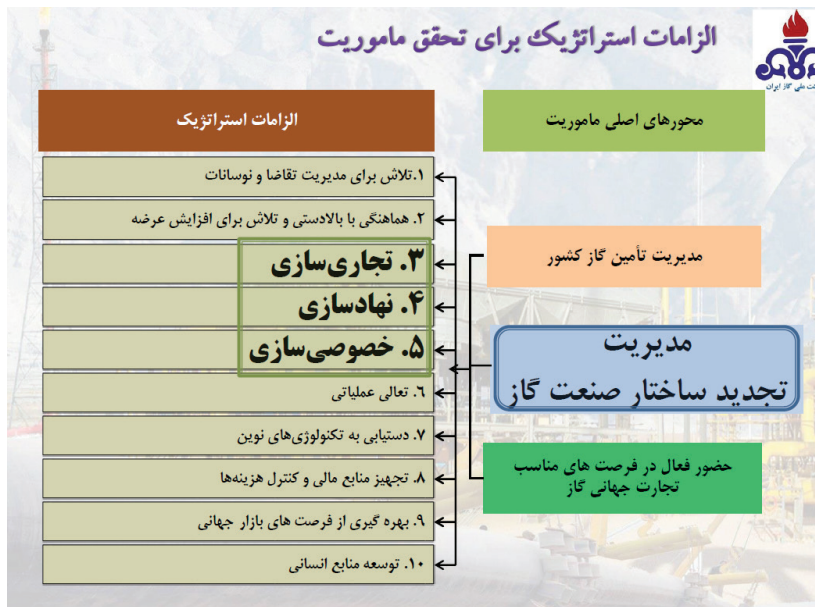 الزامات استراتژیک برای تحقق ماموریت
شرکت ملی گاز ایران
محورهای اصلی ماموریت
الزامات استراتژیک
۱.تلاش برای مدیریت تقاضا و نوسانات
۲. هماهنگی با بالادستی و تلاش برای افزایش عرضه
۳. تجاری‌سازی
۴. نهادسازی
۵. خصوصی‌سازی
۶. تعالی عملیاتی
۷. دستیابی به تکنولوژی‌های نوین
۸. تجهیز منابع مالی و کنترل هزینه‌ها
۹. بهره گیری از فرصت های بازار جهانی
۱۰. توسعه منابع انسانی
مدیریت تأمین گاز کشور
مدیریت
تجدید ساختار صنعت گاز
حضور فعال در فرصت های مناسب
تجارت جهانی گاز